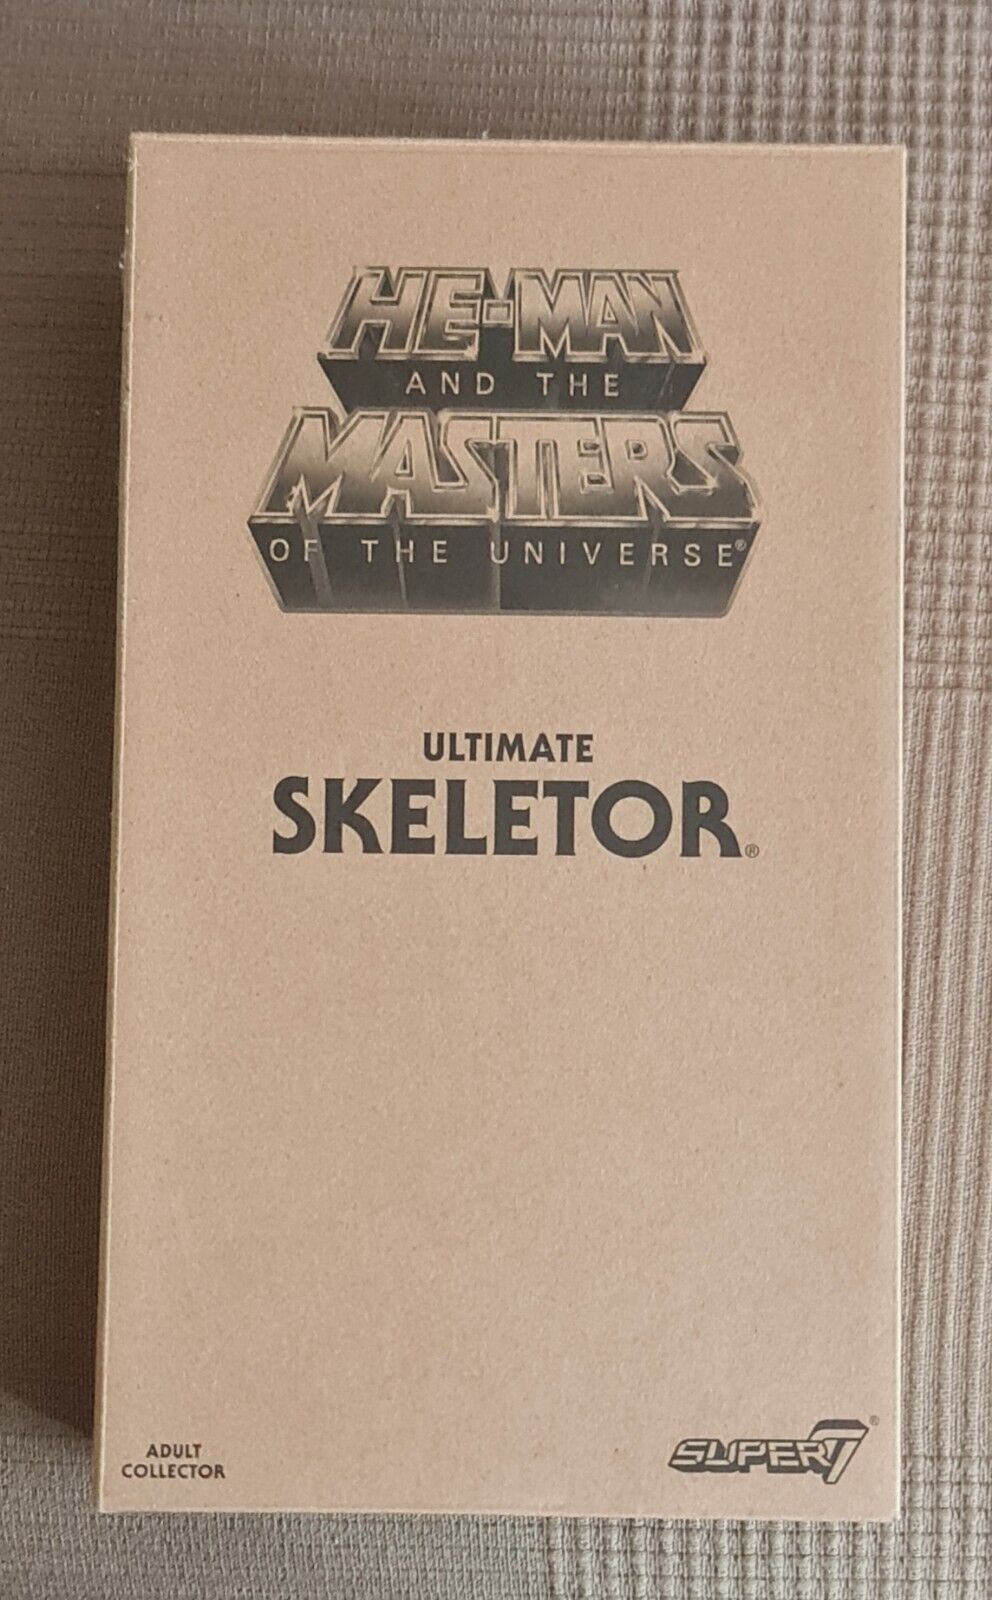 HE-MAN
AND THE
MASTERS
OF THE UNIVERSE®
ULTIMATE
SKELETOR®
ADULT
COLLECTOR
SUPER7®